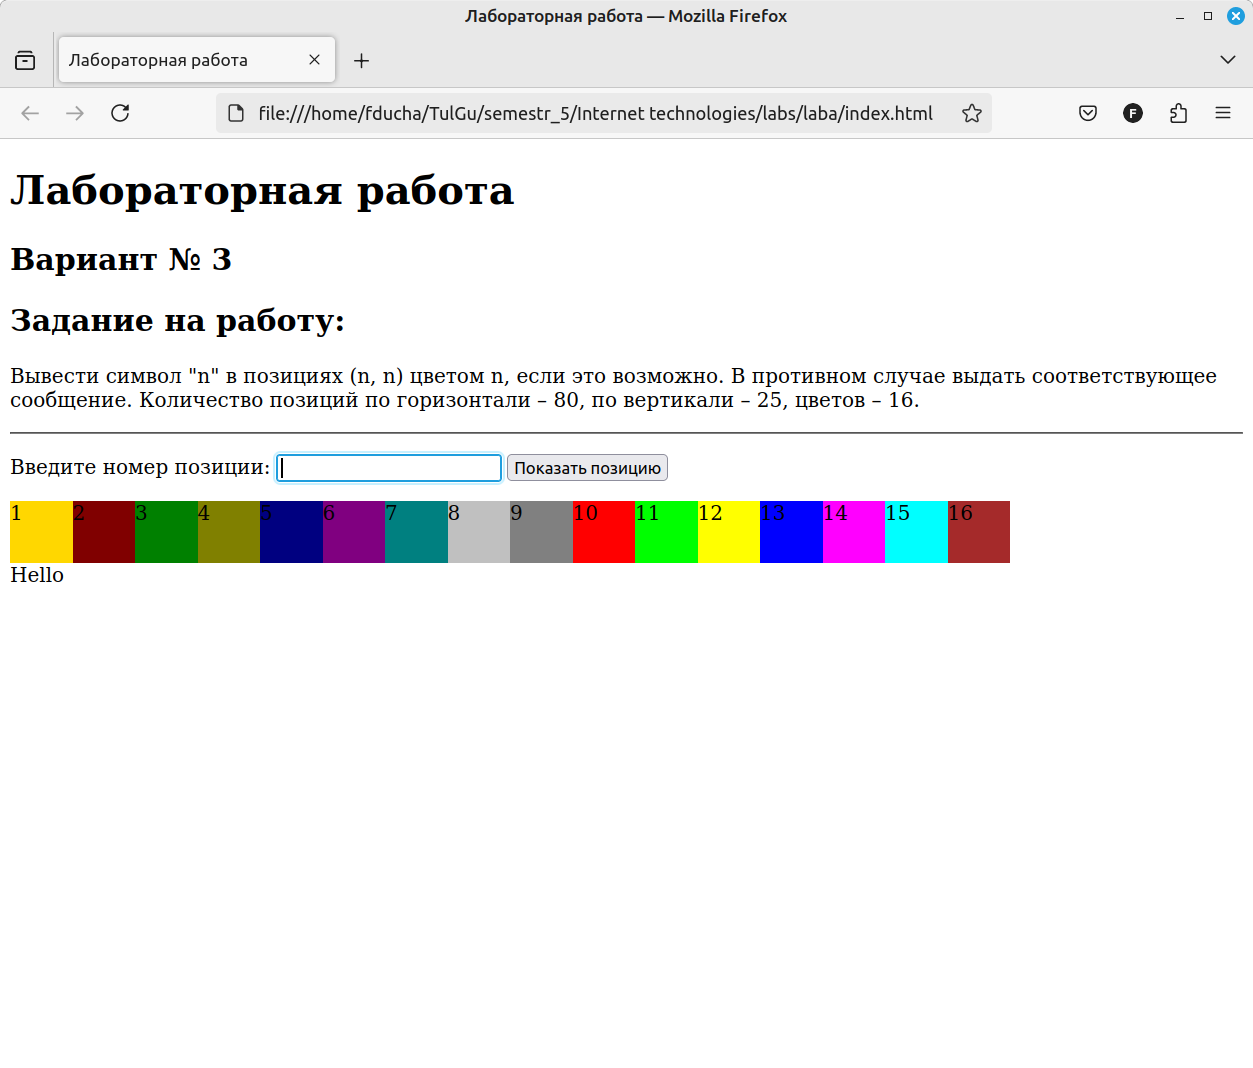 Лабораторная работа — Mozilla Firefox
Лабораторная работа
file:///home/fducha/TulGu/semestr_5/Internet technologies/labs/laba/index.html
F
Лабораторная работа
Вариант № 3
Задание на работу:
Вывести символ "n" в позициях (n, n) цветом n, если это возможно. В противном случае выдать соответствующее
сообщение. Количество позиций по горизонтали – 80, по вертикали – 25, цветов – 16.
Введите номер позиции: Показать позицию
1 2 3 4 5 6 7 8 9 10 11 12 13 14 15 16
Hello